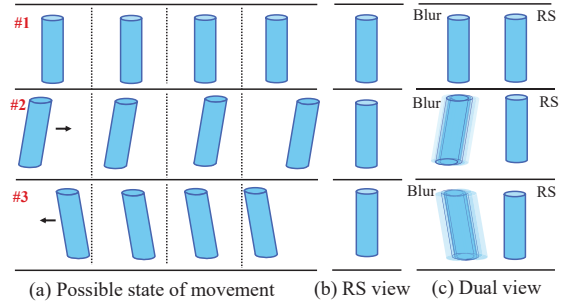 #1
Blur
RS
#2
Blur
RS
#3
Blur
RS
(a) Possible state of movement
(b) RS view
(c) Dual view